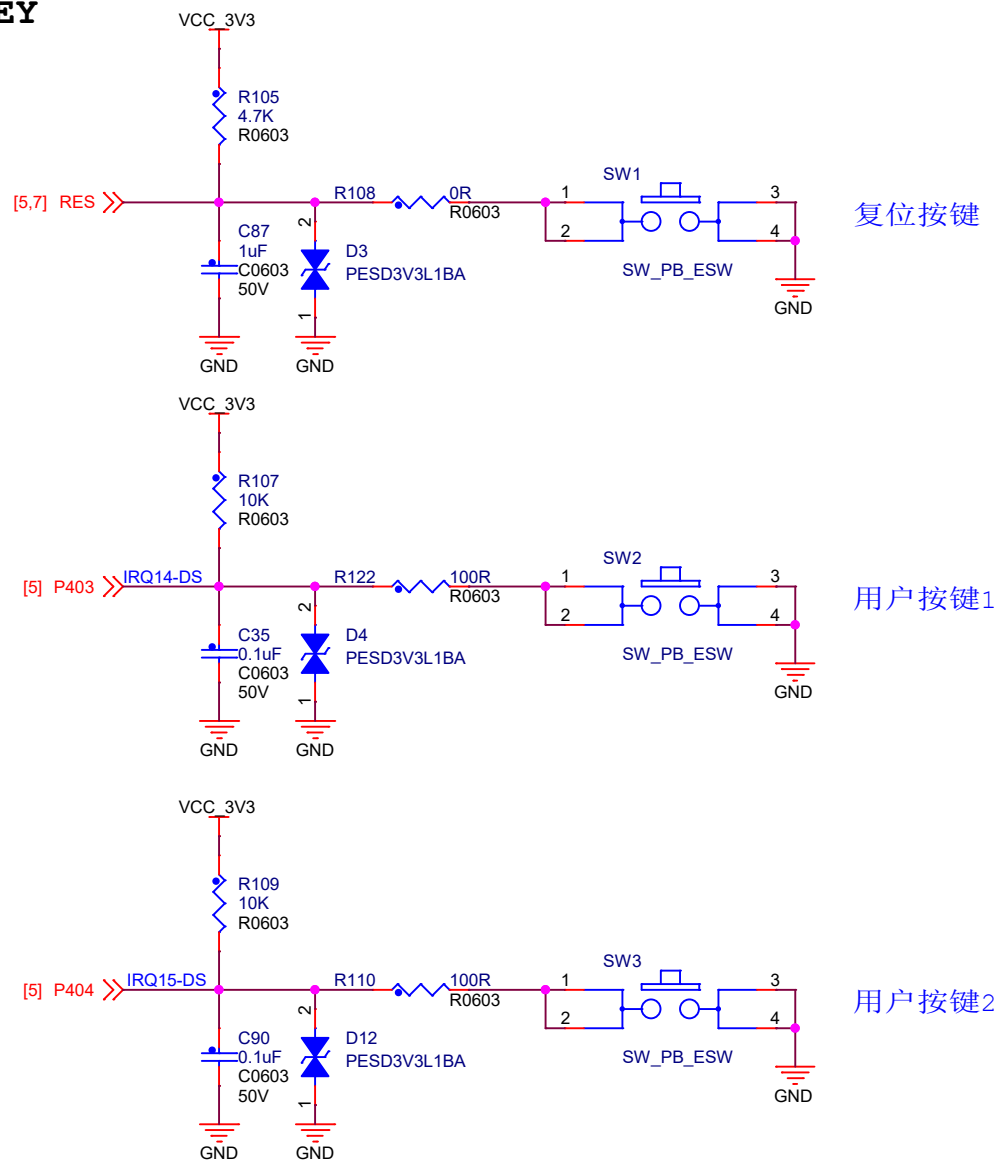 EY
VCC_3V3
R105
4.7K
R0603
[5,7] RES
R108
0R
R0603
SW1
1
2
3
4
SW_PB_ESW
复位按键
C87
1uF
C0603
50V
2
D3
PESD3V3L1BA
1
GND
GND
GND
VCC_3V3
R107
10K
R0603
[5] P403
IRQ14-DS
R122
100R
R0603
SW2
1
2
3
4
SW_PB_ESW
用户按键1
C35
0.1uF
C0603
50V
2
D4
PESD3V3L1BA
1
GND
GND
GND
VCC_3V3
R109
10K
R0603
[5] P404
IRQ15-DS
R110
100R
R0603
SW3
1
2
3
4
SW_PB_ESW
用户按键2
C90
0.1uF
C0603
50V
2
D12
PESD3V3L1BA
1
GND
GND
GND